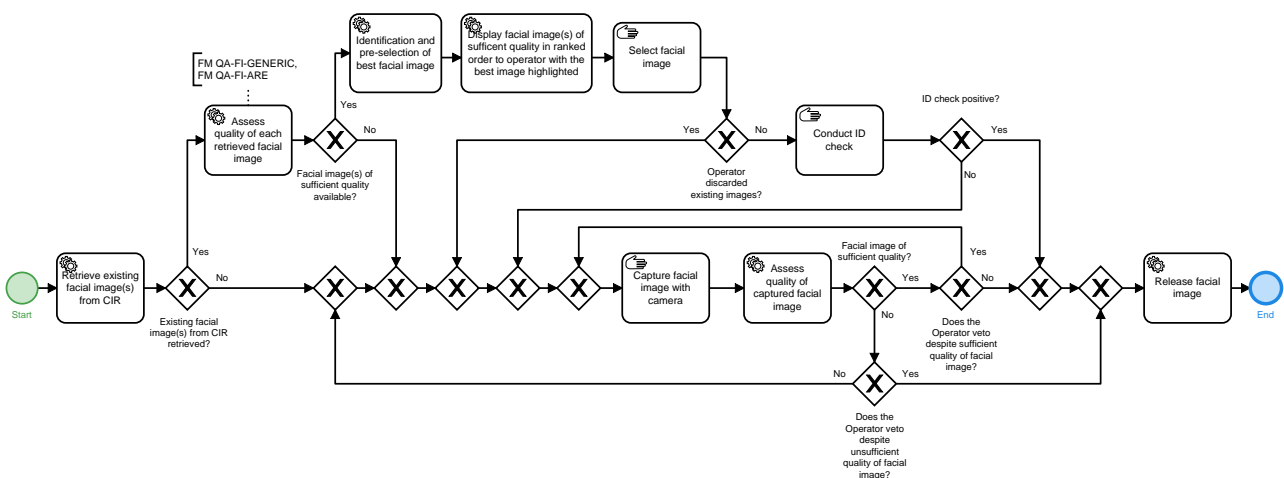 FM QA-FI-GENERIC,
FM QA-FI-ARE
Identification and
pre-selection of
best facial image
Display facial image(s) of
sufficent quality in ranked
order to operator with the
best image highlighted
Select facial
image
Assess
quality of each
retrieved facial
image
Yes
No
Facial image(s) of
sufficient quality
available?
Yes
No
Operator
discarded
existing images?
Conduct ID
check
ID check positive?
Yes
No
Start
Retrieve existing
facial image(s)
from CIR
Yes
No
Existing facial
image(s) from CIR
retrieved?
Capture facial
image with
camera
Assess
quality of
captured facial
image
Facial image of
sufficient quality?
Yes
No
Yes
No
Does the
Operator veto
despite sufficient
quality of facial
image?
No
Yes
Does the
Operator veto
despite
unsufficient
quality of facial
image?
Release facial
image
End